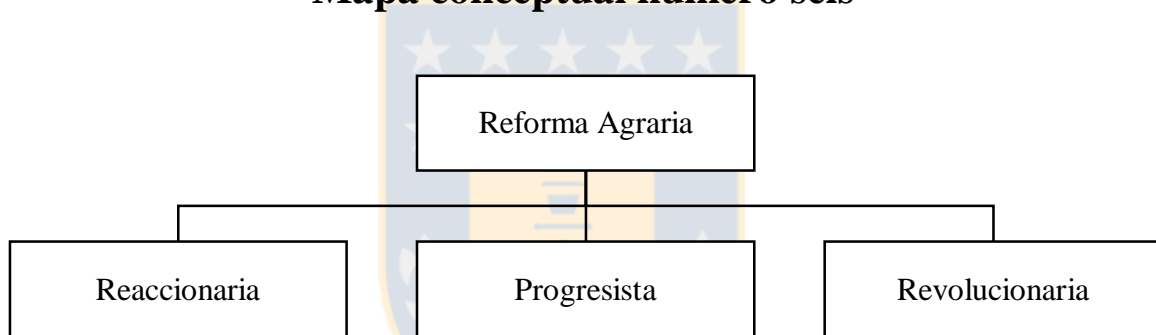 Mapa conceptual número seis
Reforma Agraria
Reaccionaria
Progresista
Revolucionaria